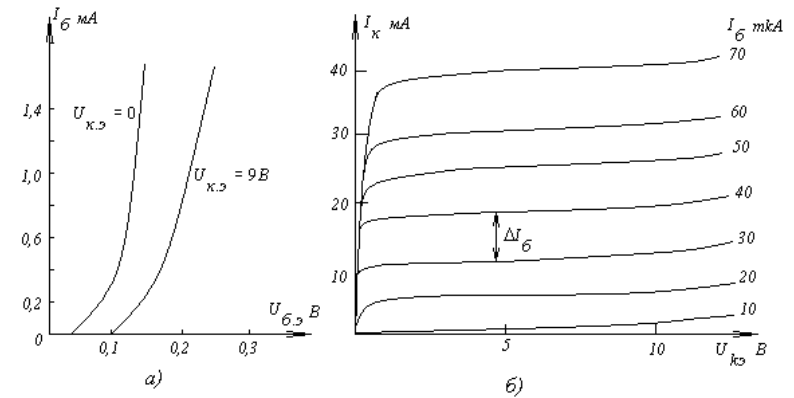 I б мА
1,4
1,0
0,6
0,2
0
U к.э = 0
U к.э = 9 В
U б.э В
0,1 0,2 0,3
а)
I к мА
40
30
20
10
I б mkA
70
60
50
40
30
20
10
ΔI б
5 10
U kэ В
б)